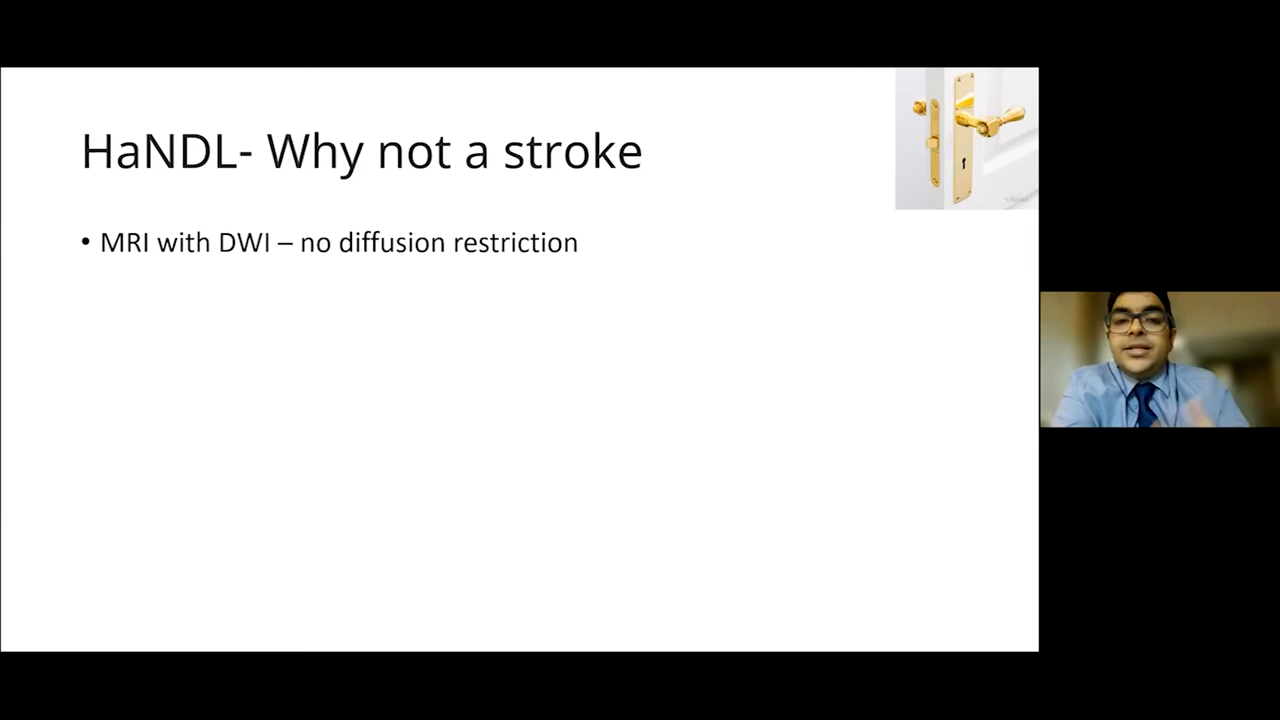 HaNDL- Why not a stroke
• MRI with DWI – no diffusion restriction